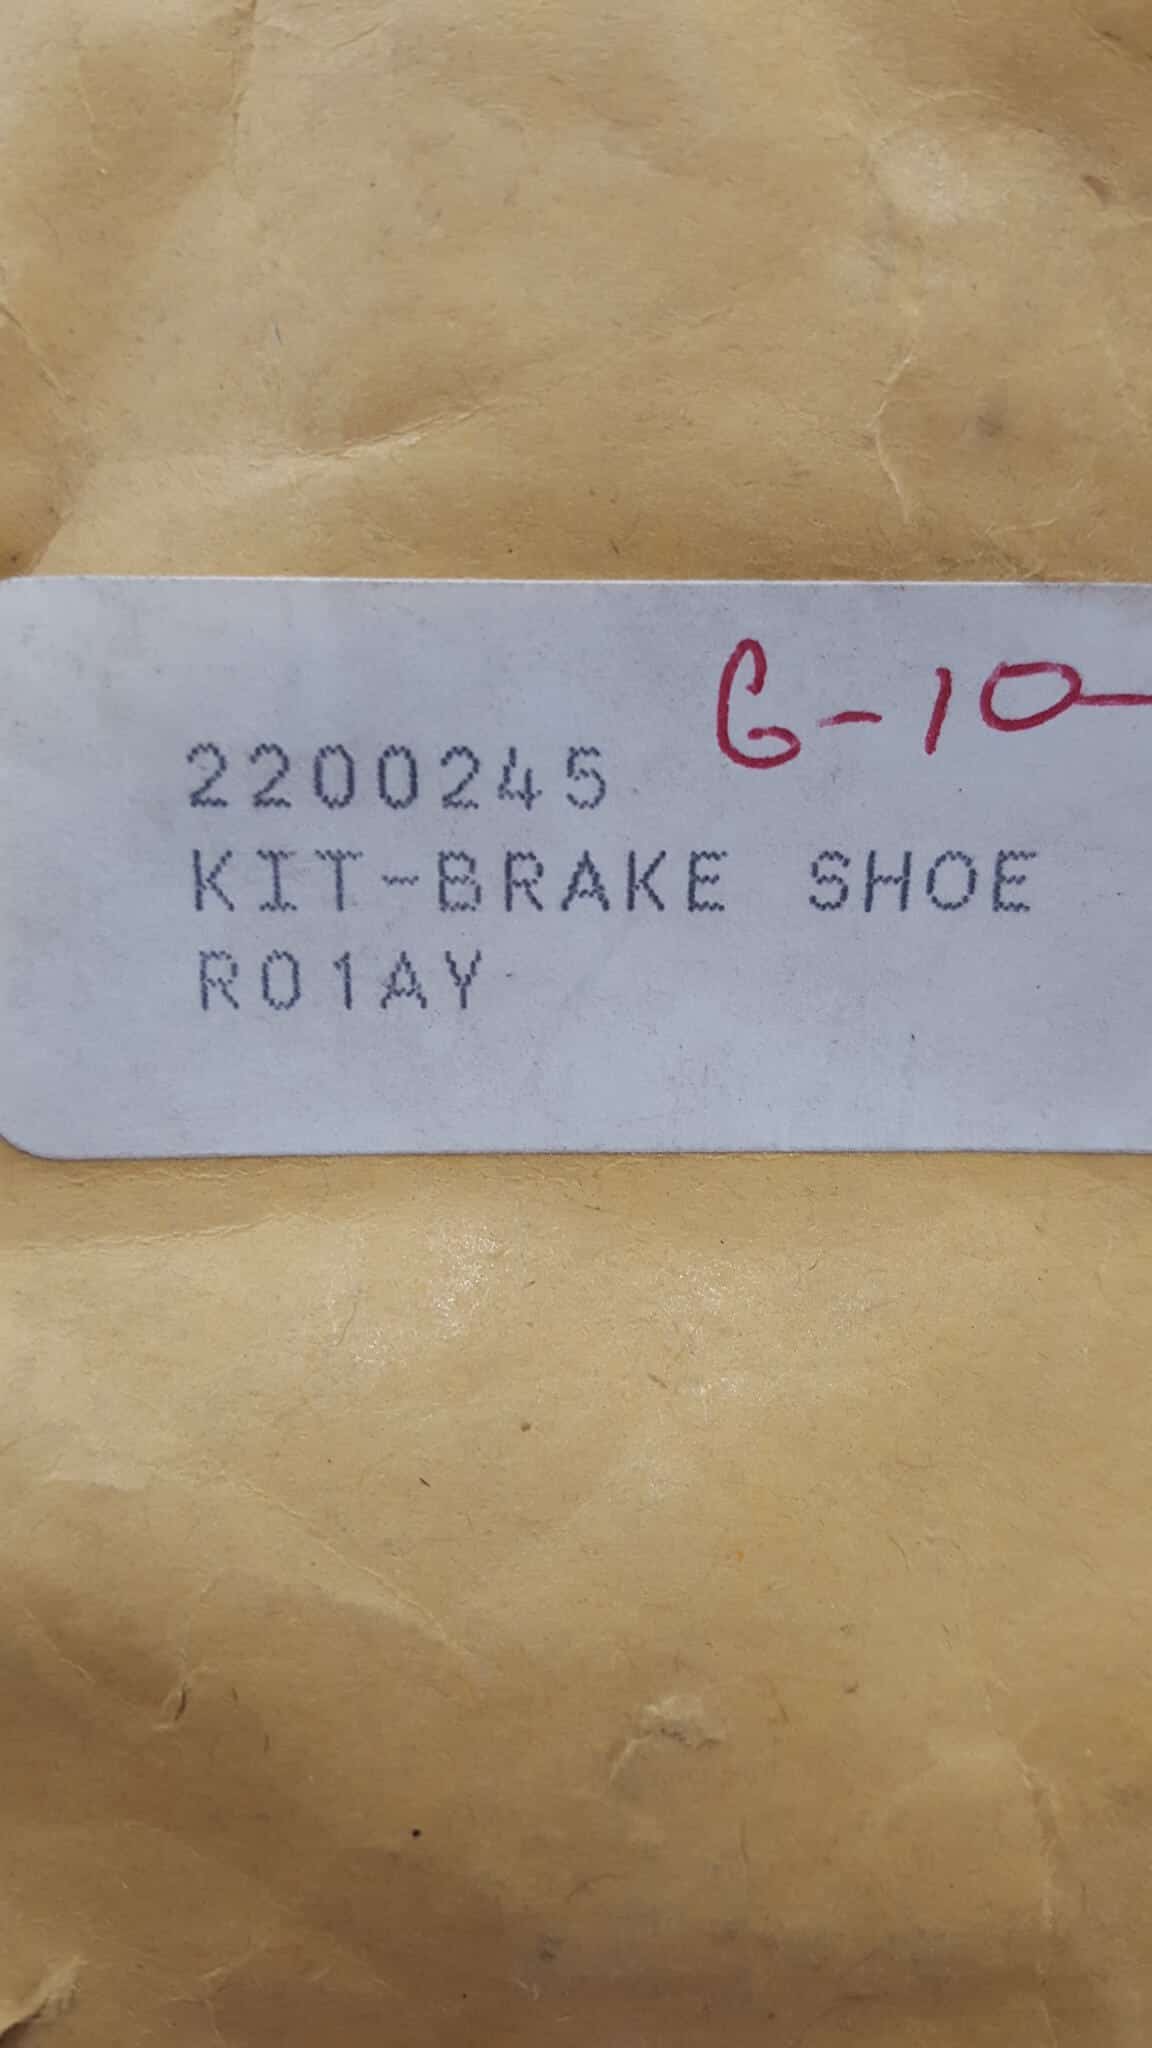 G-10-
2200245
KIT-BRAKE SHOE
R01AY